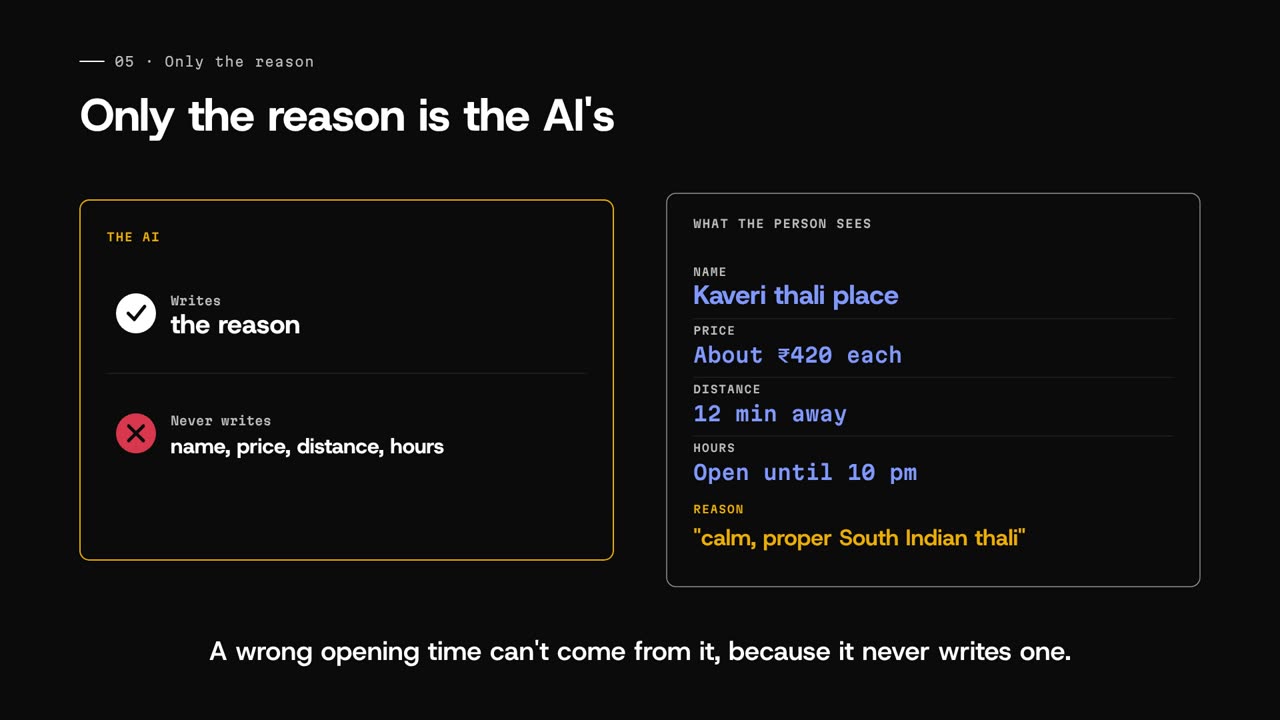 05 · Only the reason
Only the reason is the AI's
THE AI
Writes
the reason
Never writes
name, price, distance, hours
WHAT THE PERSON SEES
NAME
Kaveri thali place
PRICE
About ₹420 each
DISTANCE
12 min away
HOURS
Open until 10 pm
REASON
"calm, proper South Indian thali"
A wrong opening time can't come from it, because it never writes one.